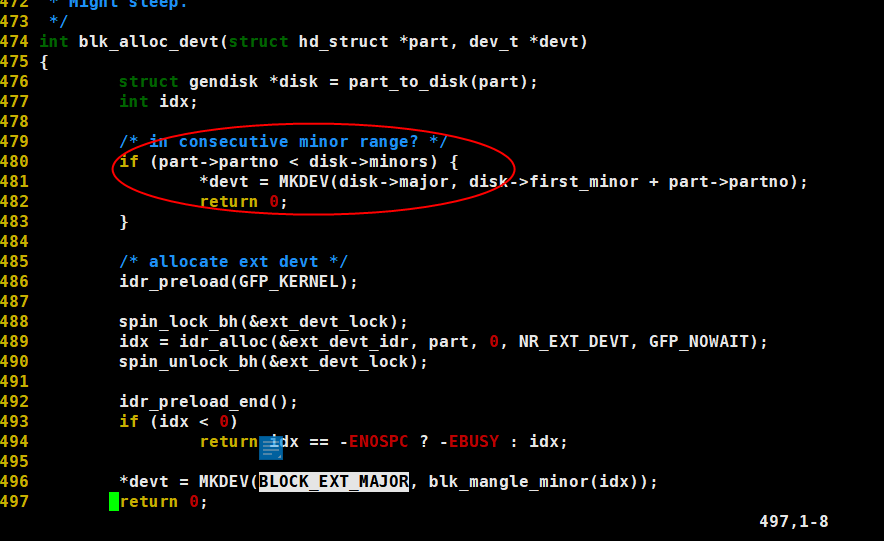 472  * Might sleep.
473  */
474 int blk_alloc_devt(struct hd_struct *part, dev_t *devt)
475 {
476         struct gendisk *disk = part_to_disk(part);
477         int idx;
478
479         /* in consecutive minor range? */
480         if (part->partno < disk->minors) {
481                 *devt = MKDEV(disk->major, disk->first_minor + part->partno);
482                 return 0;
483         }
484
485         /* allocate ext devt */
486         idr_preload(GFP_KERNEL);
487
488         spin_lock_bh(&ext_devt_lock);
489         idx = idr_alloc(&ext_devt_idr, part, 0, NR_EXT_DEVT, GFP_NOWAIT);
490         spin_unlock_bh(&ext_devt_lock);
491
492         idr_preload_end();
493         if (idx < 0)
494                 return idx == -ENOSPC ? -EBUSY : idx;
495
496         *devt = MKDEV(BLOCK_EXT_MAJOR, blk_mangle_minor(idx));
497         return 0;
497,1-8